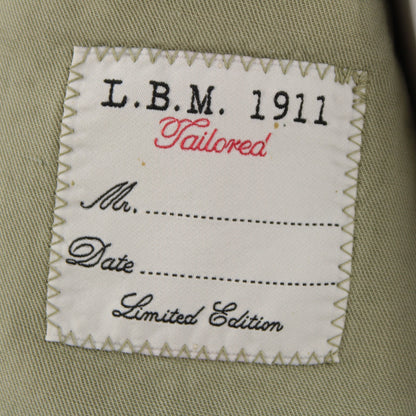 L.B.M. 1911
Tailored
Mr. ..............................
Date ..............................
Limited Edition